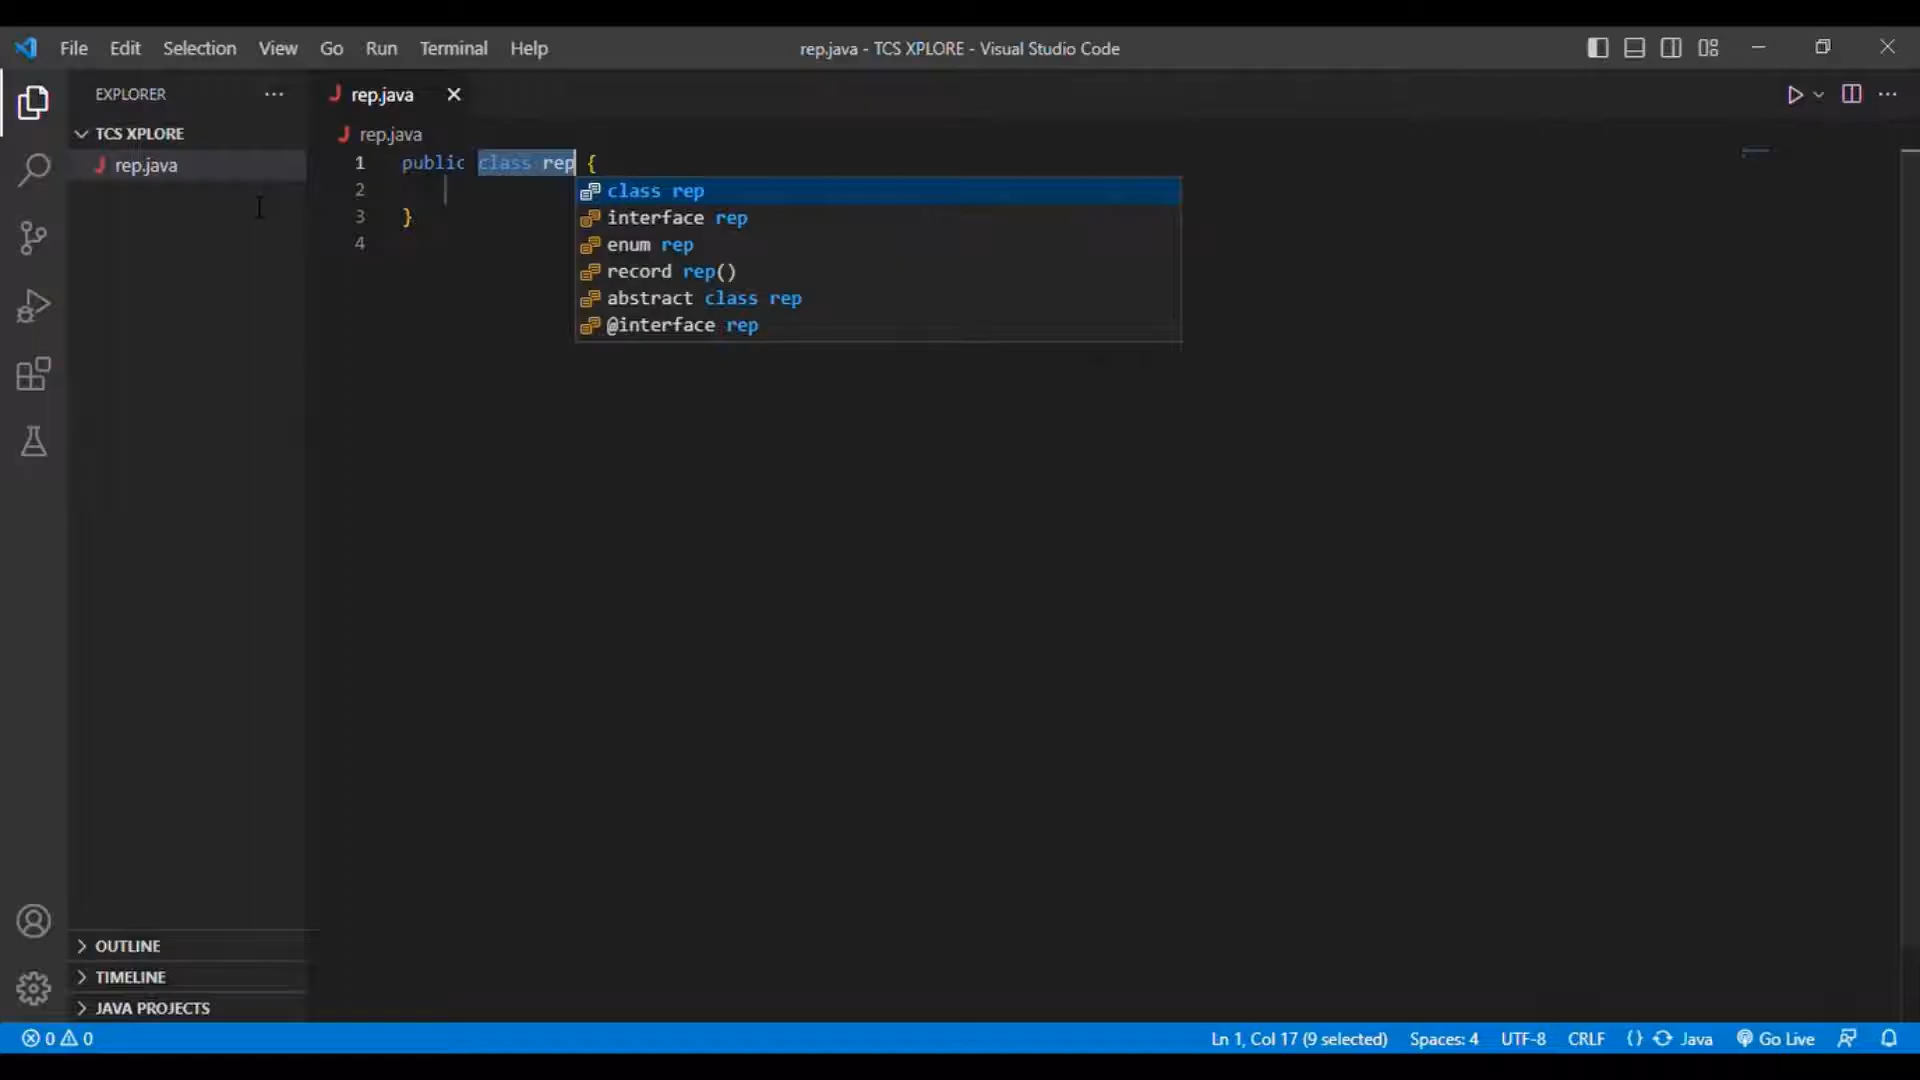 File Edit Selection View Go Run Terminal Help
rep.java - TCS XPLORE - Visual Studio Code
EXPLORER
TCS XPLORE
rep.java
rep.java
rep.java
1 public class rep {
2
3 }
4
class rep
interface rep
enum rep
record rep()
abstract class rep
@interface rep
OUTLINE
TIMELINE
JAVA PROJECTS
0 0
Ln 1, Col 17 (9 selected) Spaces: 4 UTF-8 CRLF {} Java Go Live